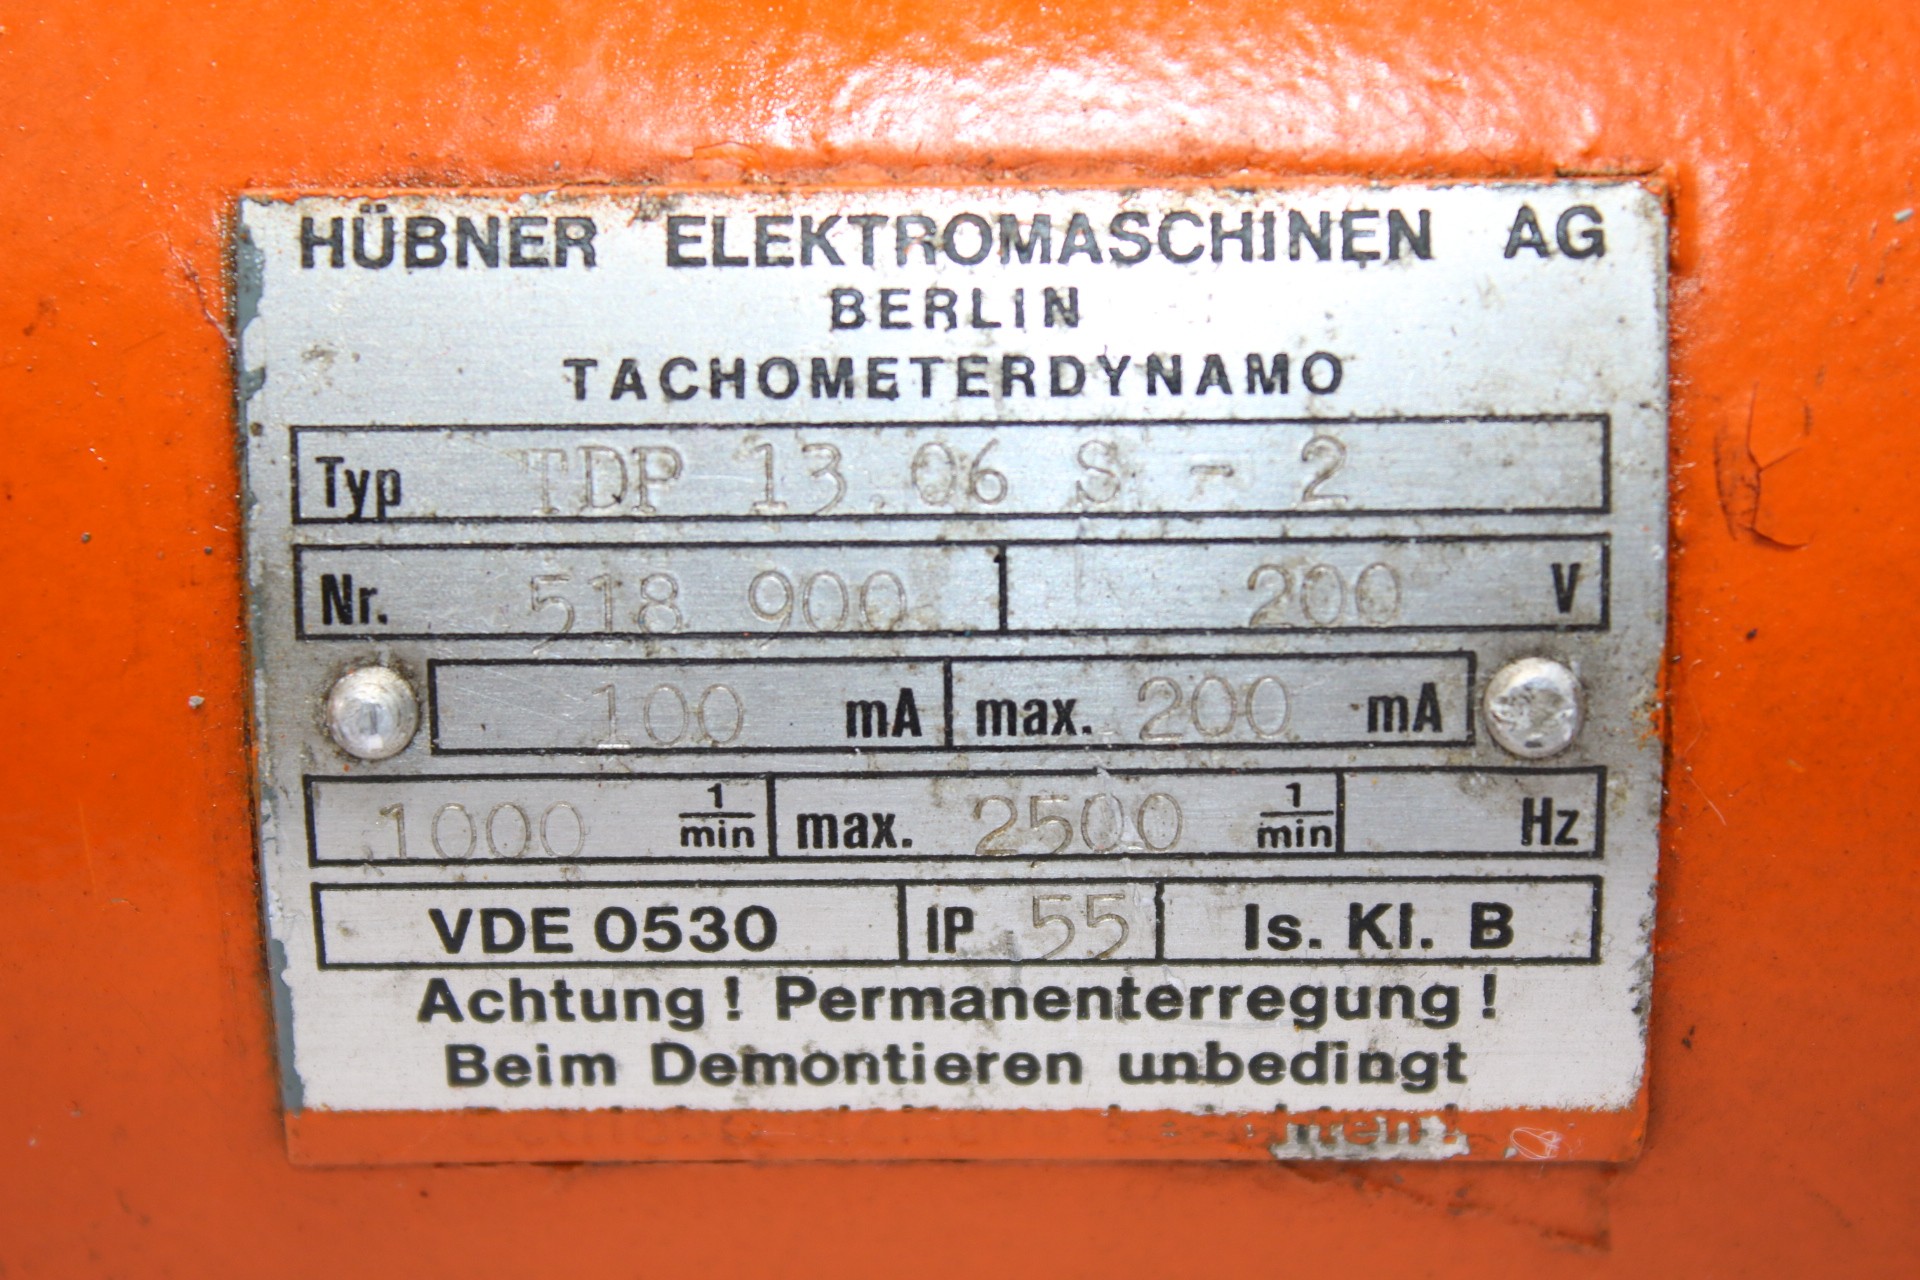 HÜBNER ELEKTROMASCHINEN AG
BERLIN
TACHOMETERDYNAMO
Typ TDP 13.06 S - 2
Nr. 518 900 200 V
100 mA max. 200 mA
1000 1/min max. 2500 1/min Hz
VDE 0530 IP 55 Is. Kl. B
Achtung! Permanenterregung!
Beim Demontieren unbedingt